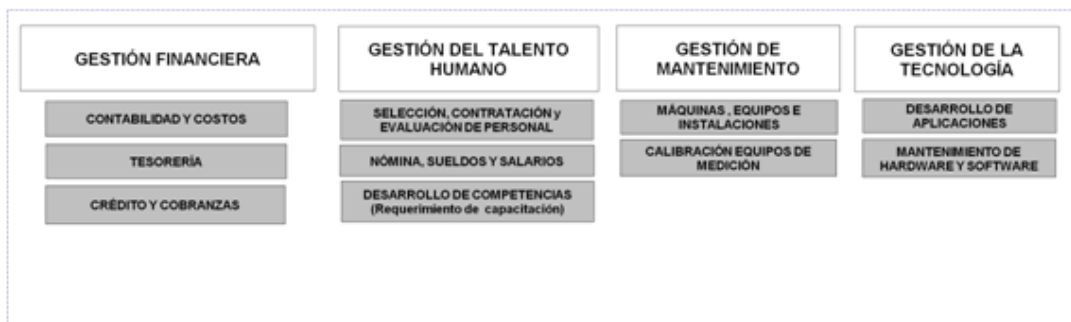 GESTIÓN FINANCIERA
CONTABILIDAD Y COSTOS
TESORERÍA
CRÉDITO Y COBRANZAS
GESTIÓN DEL TALENTO
HUMANO
SELECCIÓN, CONTRATACIÓN y
EVALUACIÓN DE PERSONAL
NÓMINA, SUELDOS Y SALARIOS
DESARROLLO DE COMPETENCIAS
(Requerimiento de capacitación)
GESTIÓN DE
MANTENIMIENTO
MÁQUINAS , EQUIPOS E
INSTALACIONES
CALIBRACIÓN EQUIPOS DE
MEDICIÓN
GESTIÓN DE LA
TECNOLOGÍA
DESARROLLO DE
APLICACIONES
MANTENIMIENTO DE
HARDWARE Y SOFTWARE